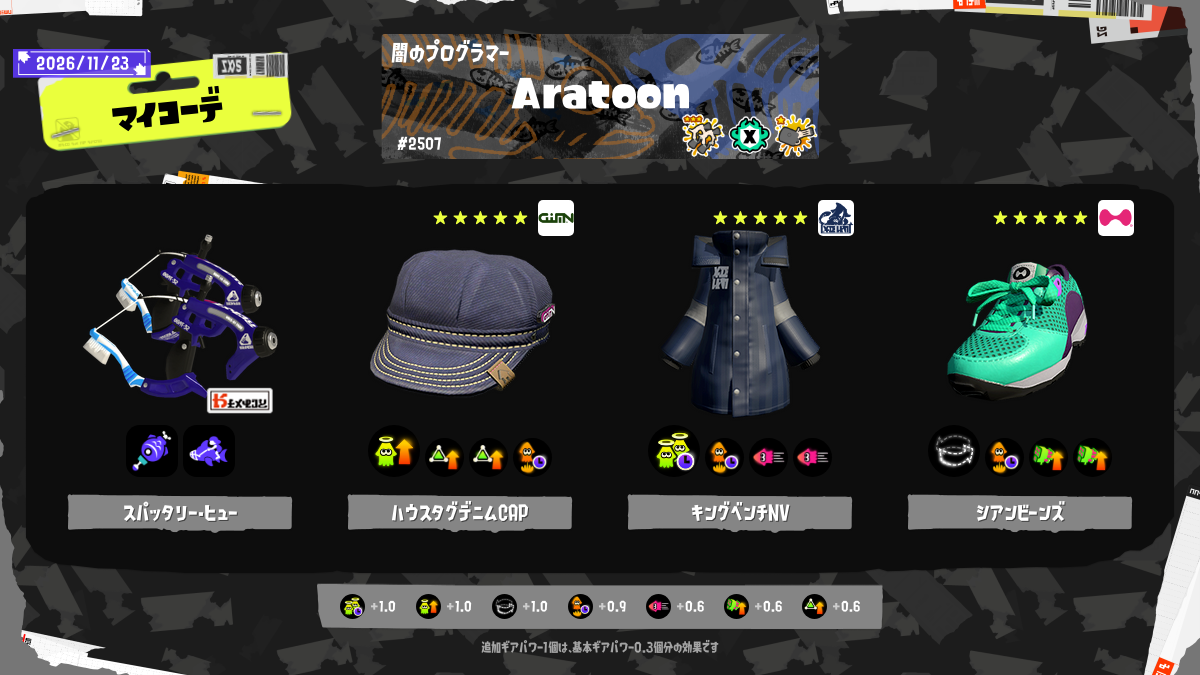 2026/11/23
マイコーデ
闇のプログラマー
Aratoon
#2507
スパッタリー・ヒュー
ハウスタグデニムCAP
キングベンチNV
シアンビーンズ
+1.0
+1.0
+1.0
+0.9
+0.6
+0.6
+0.6
追加ギアパワー1個は、基本ギアパワー0.3個分の効果です